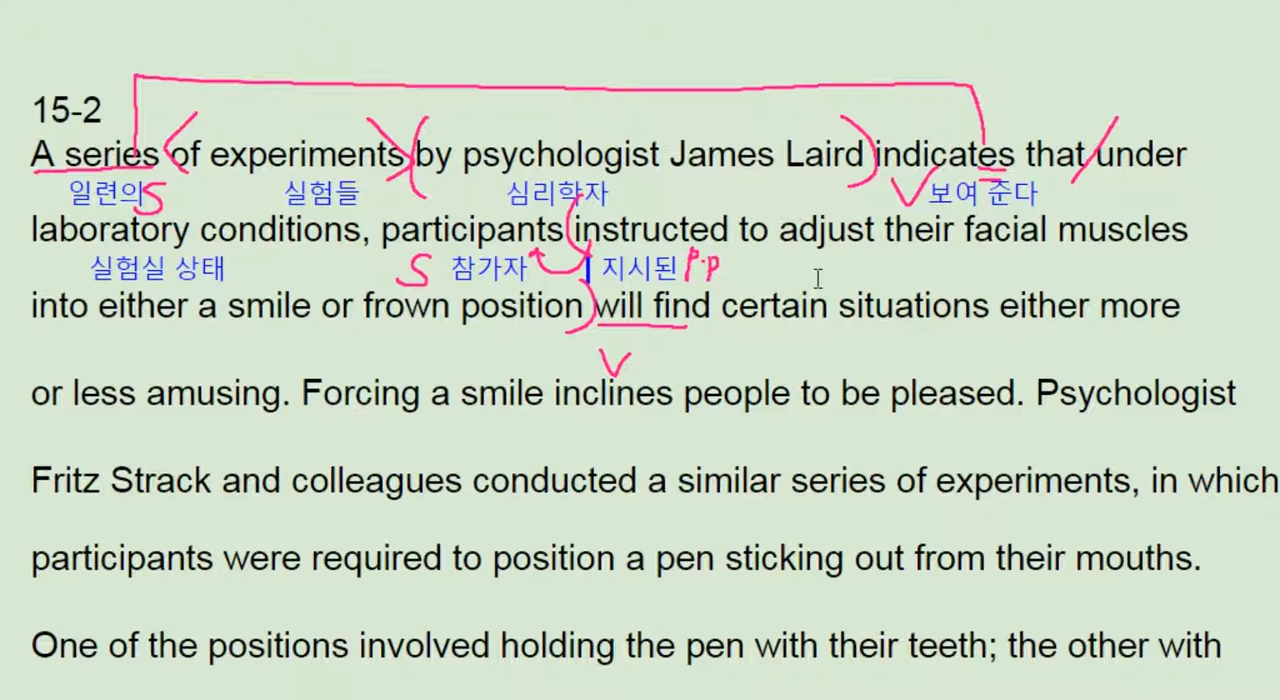 15-2
A series of experiments by psychologist James Laird indicates that under
일련의 S 실험들 심리학자 V 보여 준다
laboratory conditions, participants instructed to adjust their facial muscles
실험실 상태 S 참가자 지시된 p.p
into either a smile or frown position will find certain situations either more
V
or less amusing. Forcing a smile inclines people to be pleased. Psychologist
Fritz Strack and colleagues conducted a similar series of experiments, in which
participants were required to position a pen sticking out from their mouths.
One of the positions involved holding the pen with their teeth; the other with